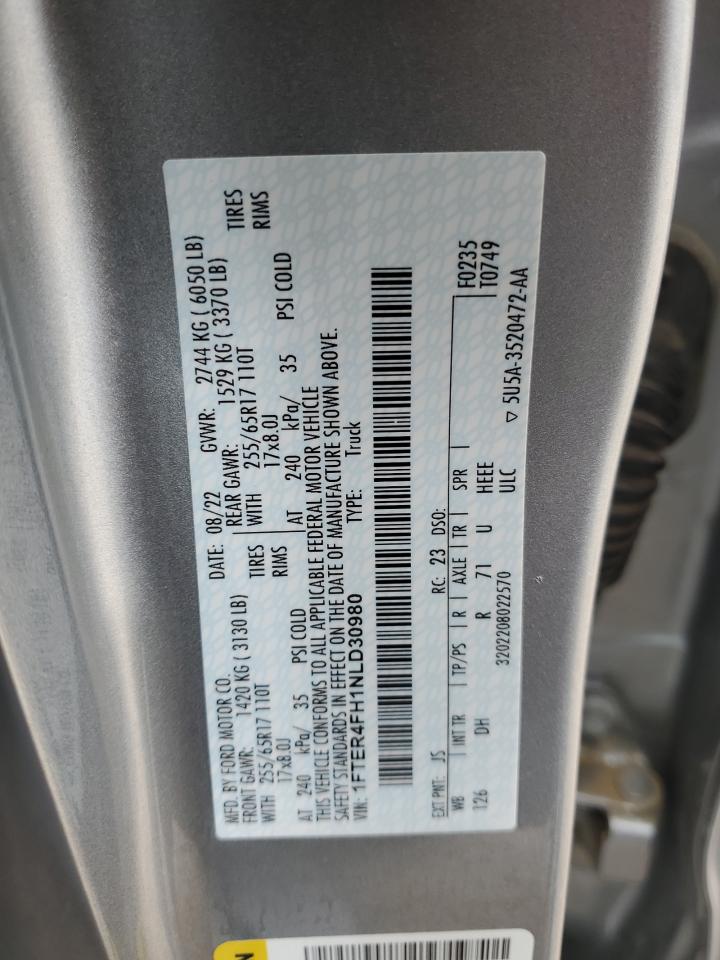 MFD. BY FORD MOTOR CO.
DATE: 08/22 GVWR: 2744 KG ( 6050 LB)
FRONT GAWR: 1420 KG ( 3130 LB) REAR GAWR: 1529 KG ( 3370 LB)
WITH 255/65R17 110T TIRES WITH 255/65R17 110T TIRES
17x8.0J RIMS 17x8.0J RIMS
AT 240 kPa/ 35 PSI COLD AT 240 kPa/ 35 PSI COLD
THIS VEHICLE CONFORMS TO ALL APPLICABLE FEDERAL MOTOR VEHICLE
SAFETY STANDARDS IN EFFECT ON THE DATE OF MANUFACTURE SHOWN ABOVE.
VIN: 1FTER4FH1NLD30980 TYPE: Truck
EXT PNT: JS RC: 23 DSO:
WB INT TR TP/PS R AXLE TR SPR F0235
126 DH R 71 U HEEE T0749
ULC
3202208022570 ▽ 5U5A-3520472-AA
N